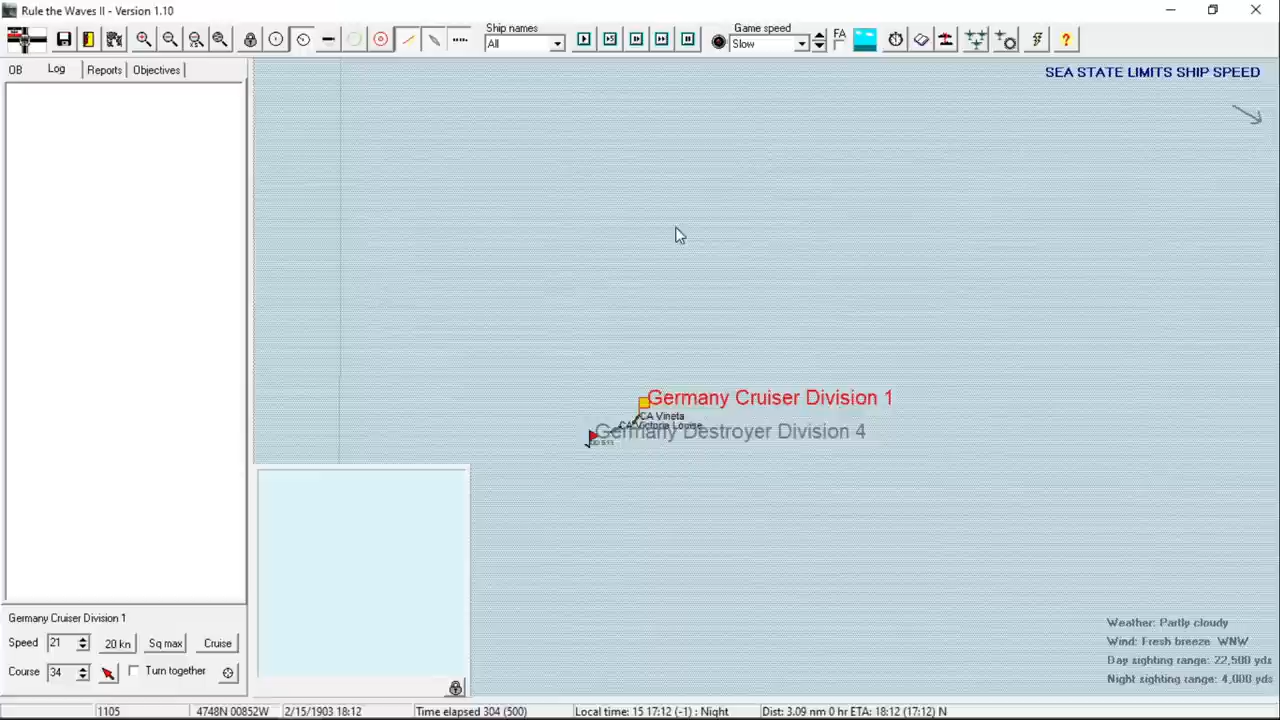 Rule the Waves II - Version 1.10
Ship names
All
Game speed
Slow
FA
OB
Log
Reports
Objectives
SEA STATE LIMITS SHIP SPEED
Germany Cruiser Division 1
CA Vineta
CA Victoria Louise
Germany Destroyer Division 4
Germany Cruiser Division 1
Speed 21 20 kn Sq max Cruise
Course 34 Turn together
Weather: Partly cloudy
Wind: Fresh breeze WNW
Day sighting range: 22,500 yds
Night sighting range: 4,000 yds
1105 4748N 00852W 2/15/1903 18:12 Time elapsed 304 (500) Local time: 15 17:12 (-1) : Night Dist: 3.09 nm 0 hr ETA: 18:12 (17:12) N